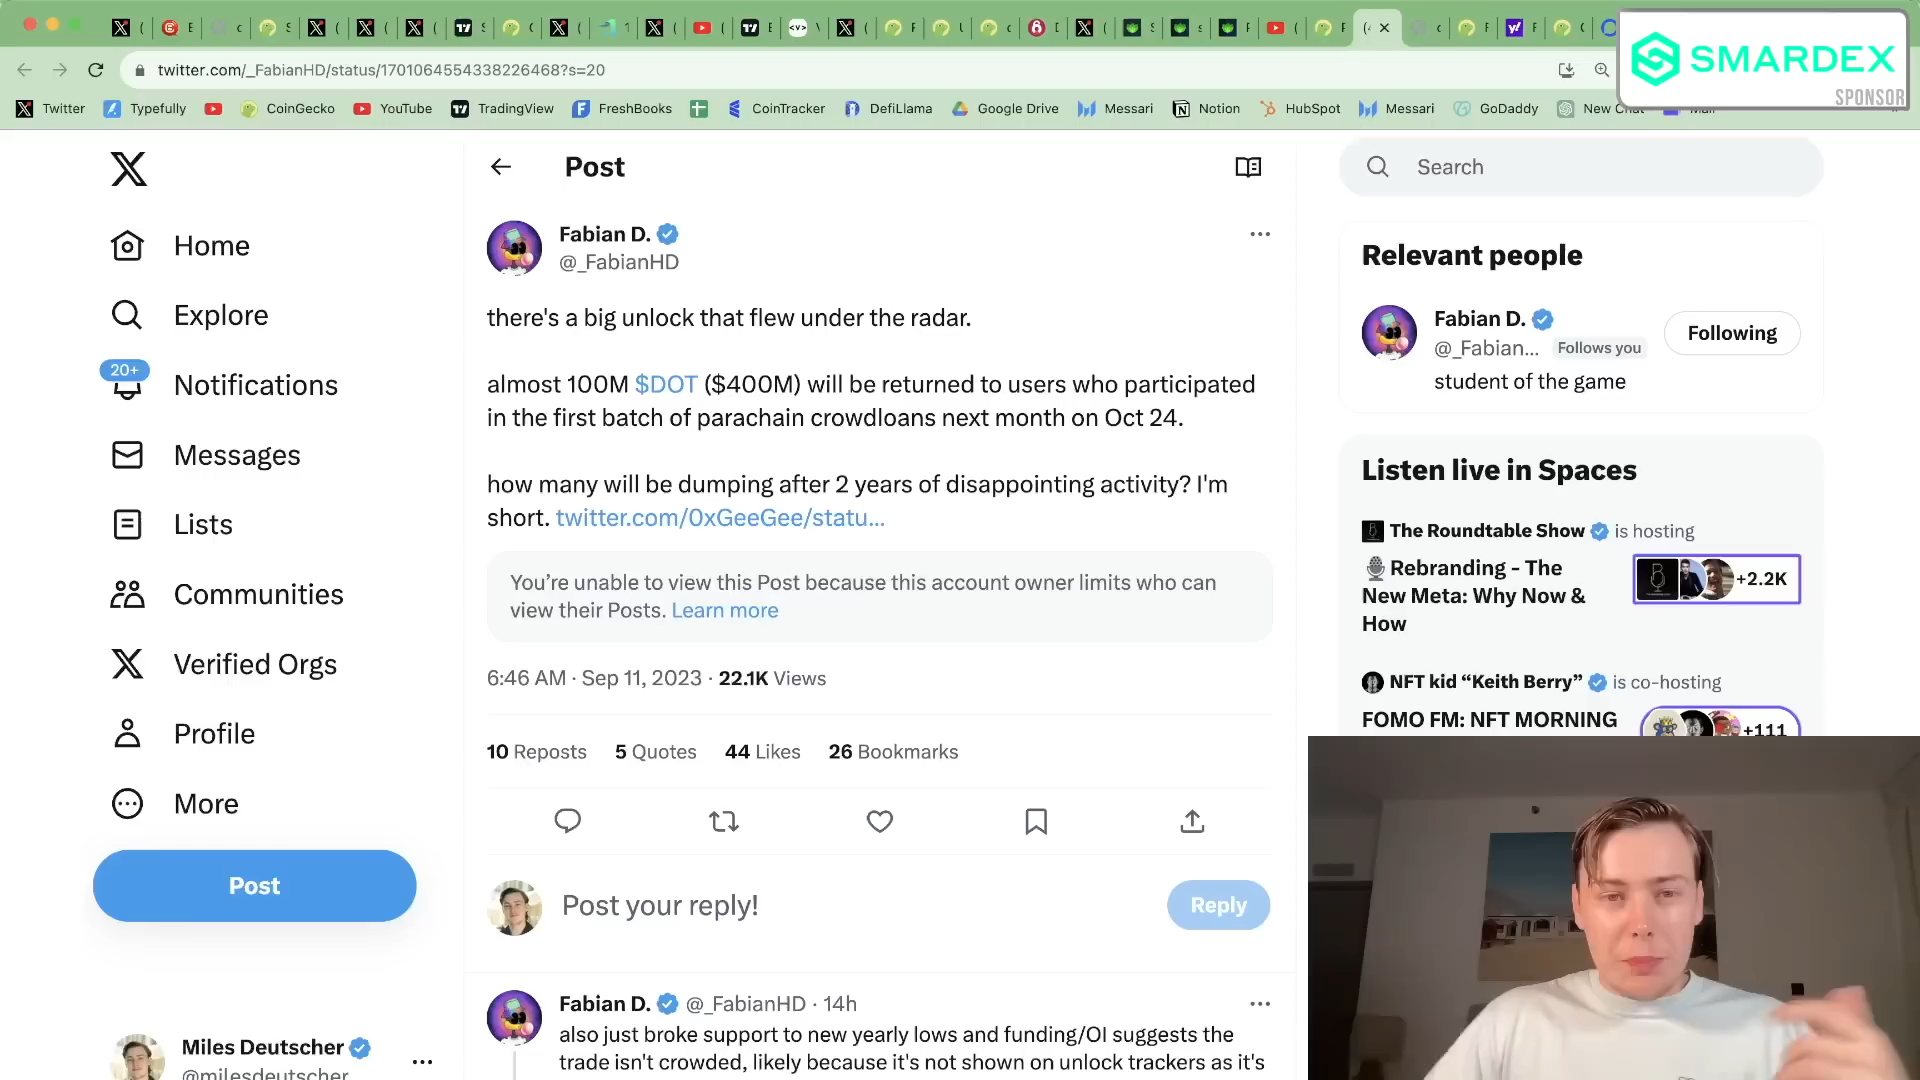 SMARDEX
SPONSOR
twitter.com/_FabianHD/status/1701064554338226468?s=20
Twitter
Typefully
CoinGecko
YouTube
TradingView
FreshBooks
CoinTracker
DefiLlama
Google Drive
Messari
Notion
HubSpot
Messari
GoDaddy
New Chat
Home
Explore
20+
Notifications
Messages
Lists
Communities
Verified Orgs
Profile
More
Post
Miles Deutscher
@milesdeutscher
Post
Fabian D.
@_FabianHD
there's a big unlock that flew under the radar.
almost 100M $DOT ($400M) will be returned to users who participated
in the first batch of parachain crowdloans next month on Oct 24.
how many will be dumping after 2 years of disappointing activity? I'm
short. twitter.com/0xGeeGee/statu...
You’re unable to view this Post because this account owner limits who can
view their Posts. Learn more
6:46 AM · Sep 11, 2023 · 22.1K Views
10 Reposts 5 Quotes 44 Likes 26 Bookmarks
Post your reply!
Reply
Fabian D. @_FabianHD · 14h
also just broke support to new yearly lows and funding/OI suggests the
trade isn't crowded, likely because it's not shown on unlock trackers as it's
Search
Relevant people
Fabian D.
@_Fabian... Follows you
Following
student of the game
Listen live in Spaces
The Roundtable Show is hosting
Rebranding - The
New Meta: Why Now &
How
+2.2K
NFT kid “Keith Berry” is co-hosting
FOMO FM: NFT MORNING
+111